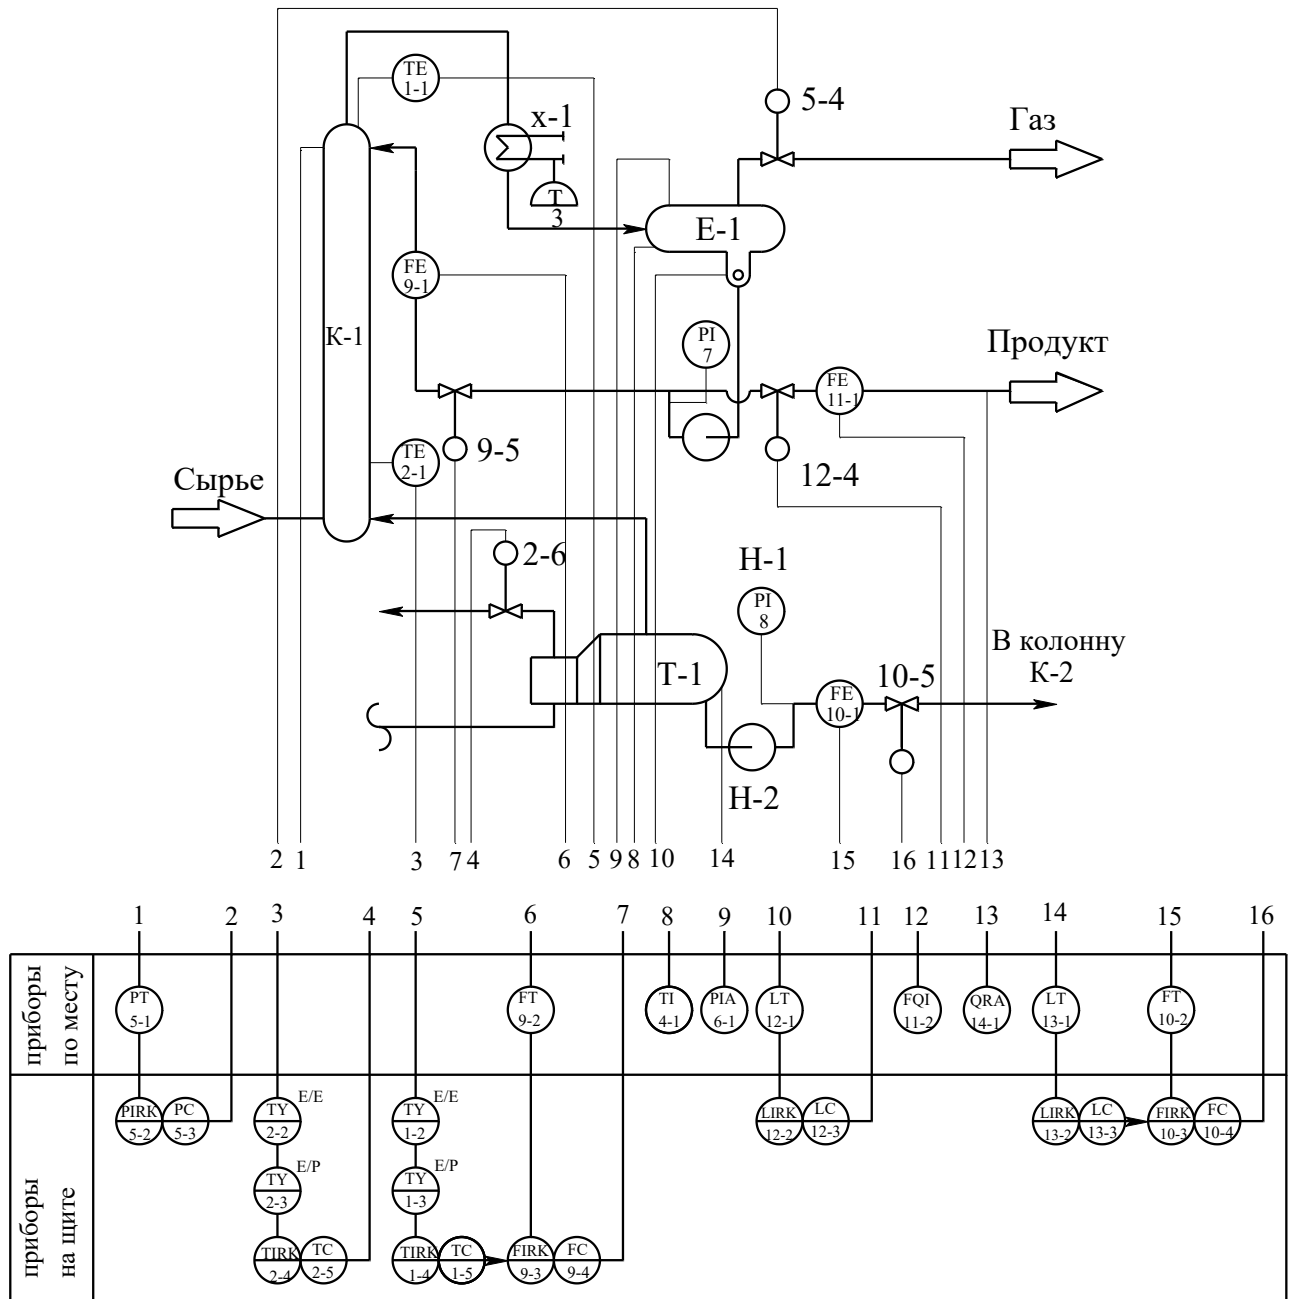 TE
1-1
х-1
5-4
Газ
Т
3
Е-1
FE
9-1
К-1
PI
7
Продукт
FE
11-1
TE
2-1
9-5
12-4
Сырье
2-6
Н-1
PI
8
В колонну
К-2
Т-1
10-5
FE
10-1
Н-2
2 1 3 7 4 6 5 9 8 10 14 15 16 11 12 13
1 2 3 4 5 6 7 8 9 10 11 12 13 14 15 16
приборы
по месту
PT
5-1
FT
9-2
TI
4-1
PIA
6-1
LT
12-1
FQI
11-2
QRA
14-1
LT
13-1
FT
10-2
приборы
на щите
PIRK
5-2
PC
5-3
TY
2-2
E/E
TY
1-2
E/E
LIRK
12-2
LC
12-3
LIRK
13-2
LC
13-3
FIRK
10-3
FC
10-4
TY
2-3
E/P
TY
1-3
E/P
TIRK
2-4
TC
2-5
TIRK
1-4
TC
1-5
FIRK
9-3
FC
9-4